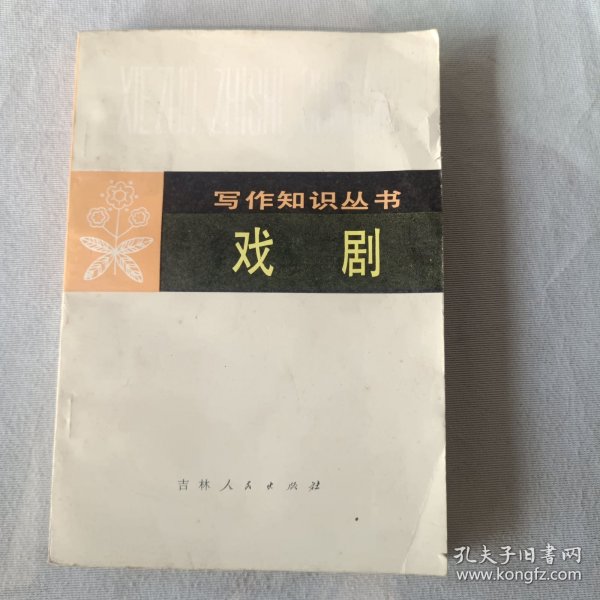 XIEZUO ZHISHI
写作知识丛书
戏 剧
吉林人民出版社
孔夫子旧书网
www.kongfz.com